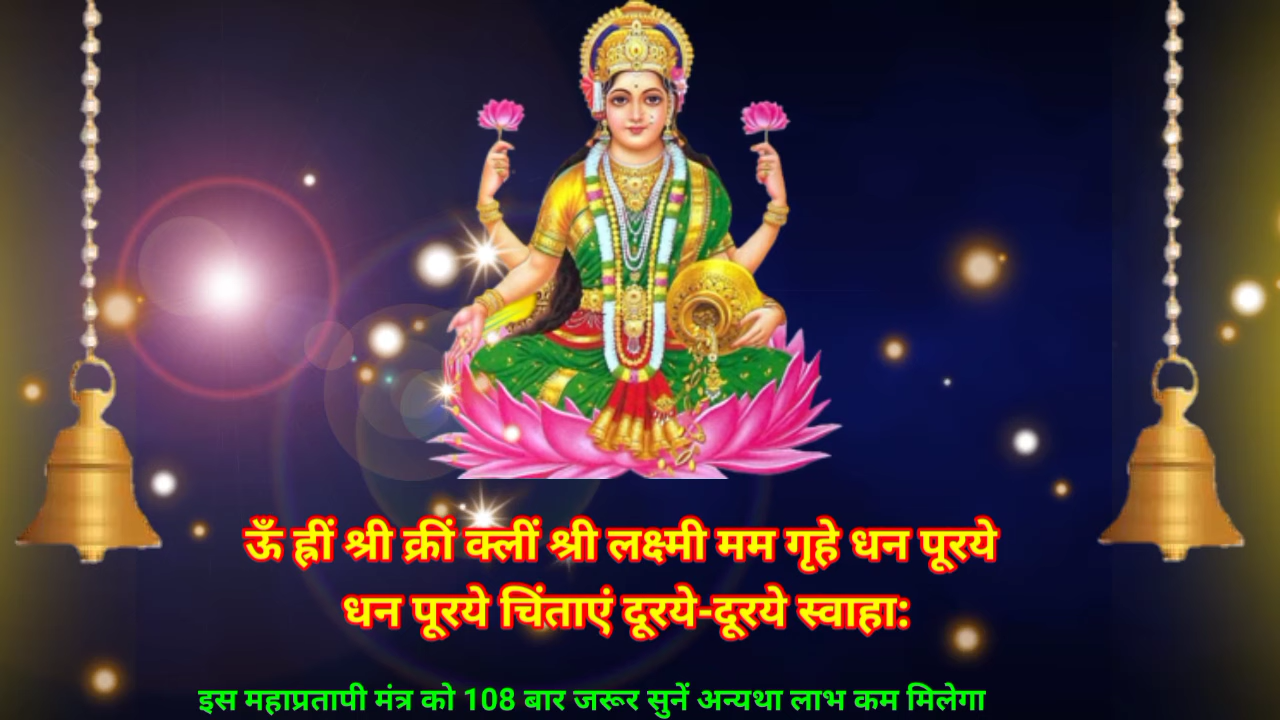 ऊँ ह्रीं श्री क्रीं क्लीं श्री लक्ष्मी मम गृहे धन पूरये
धन पूरये चिंताएं दूरये-दूरये स्वाहा:
इस महाप्रतापी मंत्र को 108 बार जरूर सुनें अन्यथा लाभ कम मिलेगा